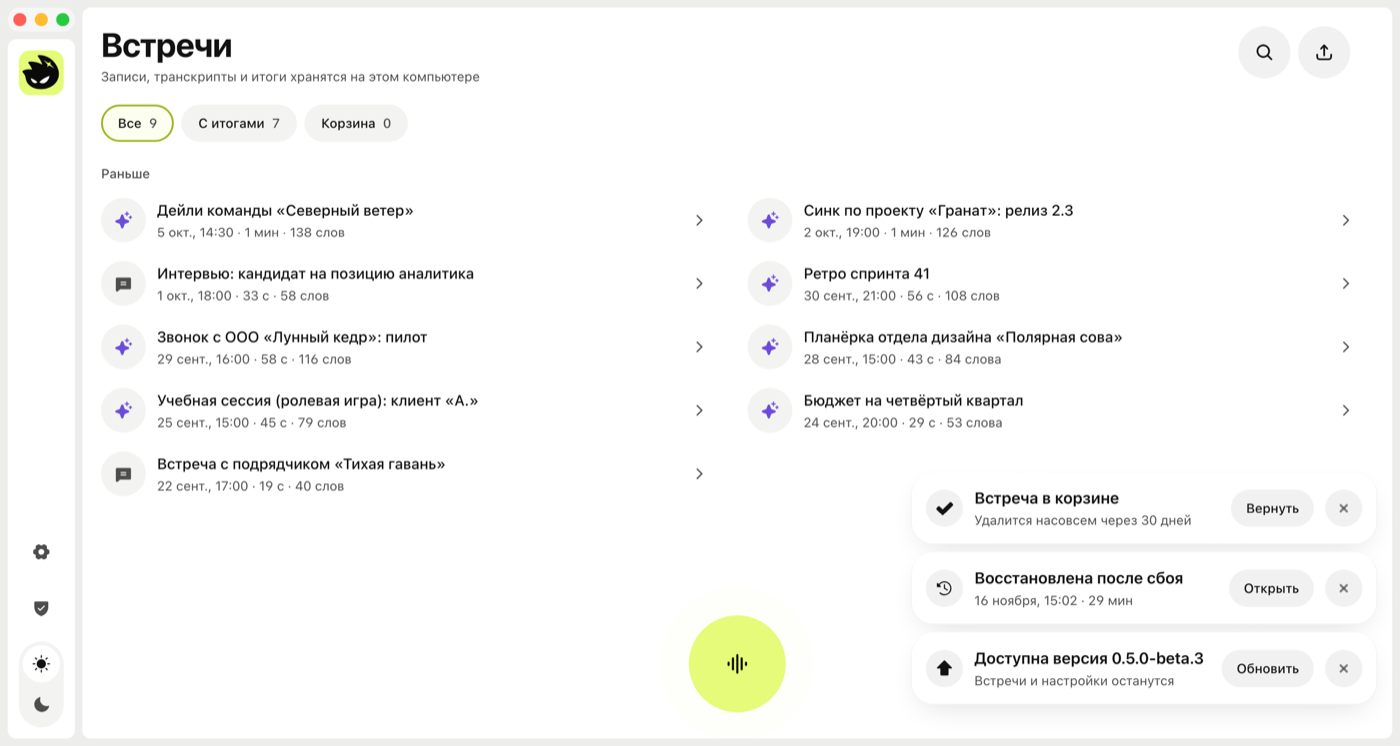 Встречи
Записи, транскрипты и итоги хранятся на этом компьютере
Все 9
С итогами 7
Корзина 0
Раньше
Дейли команды «Северный ветер»
5 окт., 14:30 · 1 мин · 138 слов
Синк по проекту «Гранат»: релиз 2.3
2 окт., 19:00 · 1 мин · 126 слов
Интервью: кандидат на позицию аналитика
1 окт., 18:00 · 33 с · 58 слов
Ретро спринта 41
30 сент., 21:00 · 56 с · 108 слов
Звонок с ООО «Лунный кедр»: пилот
29 сент., 16:00 · 58 с · 116 слов
Планёрка отдела дизайна «Полярная сова»
28 сент., 15:00 · 43 с · 84 слова
Учебная сессия (ролевая игра): клиент «А.»
25 сент., 15:00 · 45 с · 79 слов
Бюджет на четвёртый квартал
24 сент., 20:00 · 29 с · 53 слова
Встреча с подрядчиком «Тихая гавань»
22 сент., 17:00 · 19 с · 40 слов
Встреча в корзине
Удалится насовсем через 30 дней
Вернуть
Восстановлена после сбоя
16 ноября, 15:02 · 29 мин
Открыть
Доступна версия 0.5.0-beta.3
Встречи и настройки останутся
Обновить